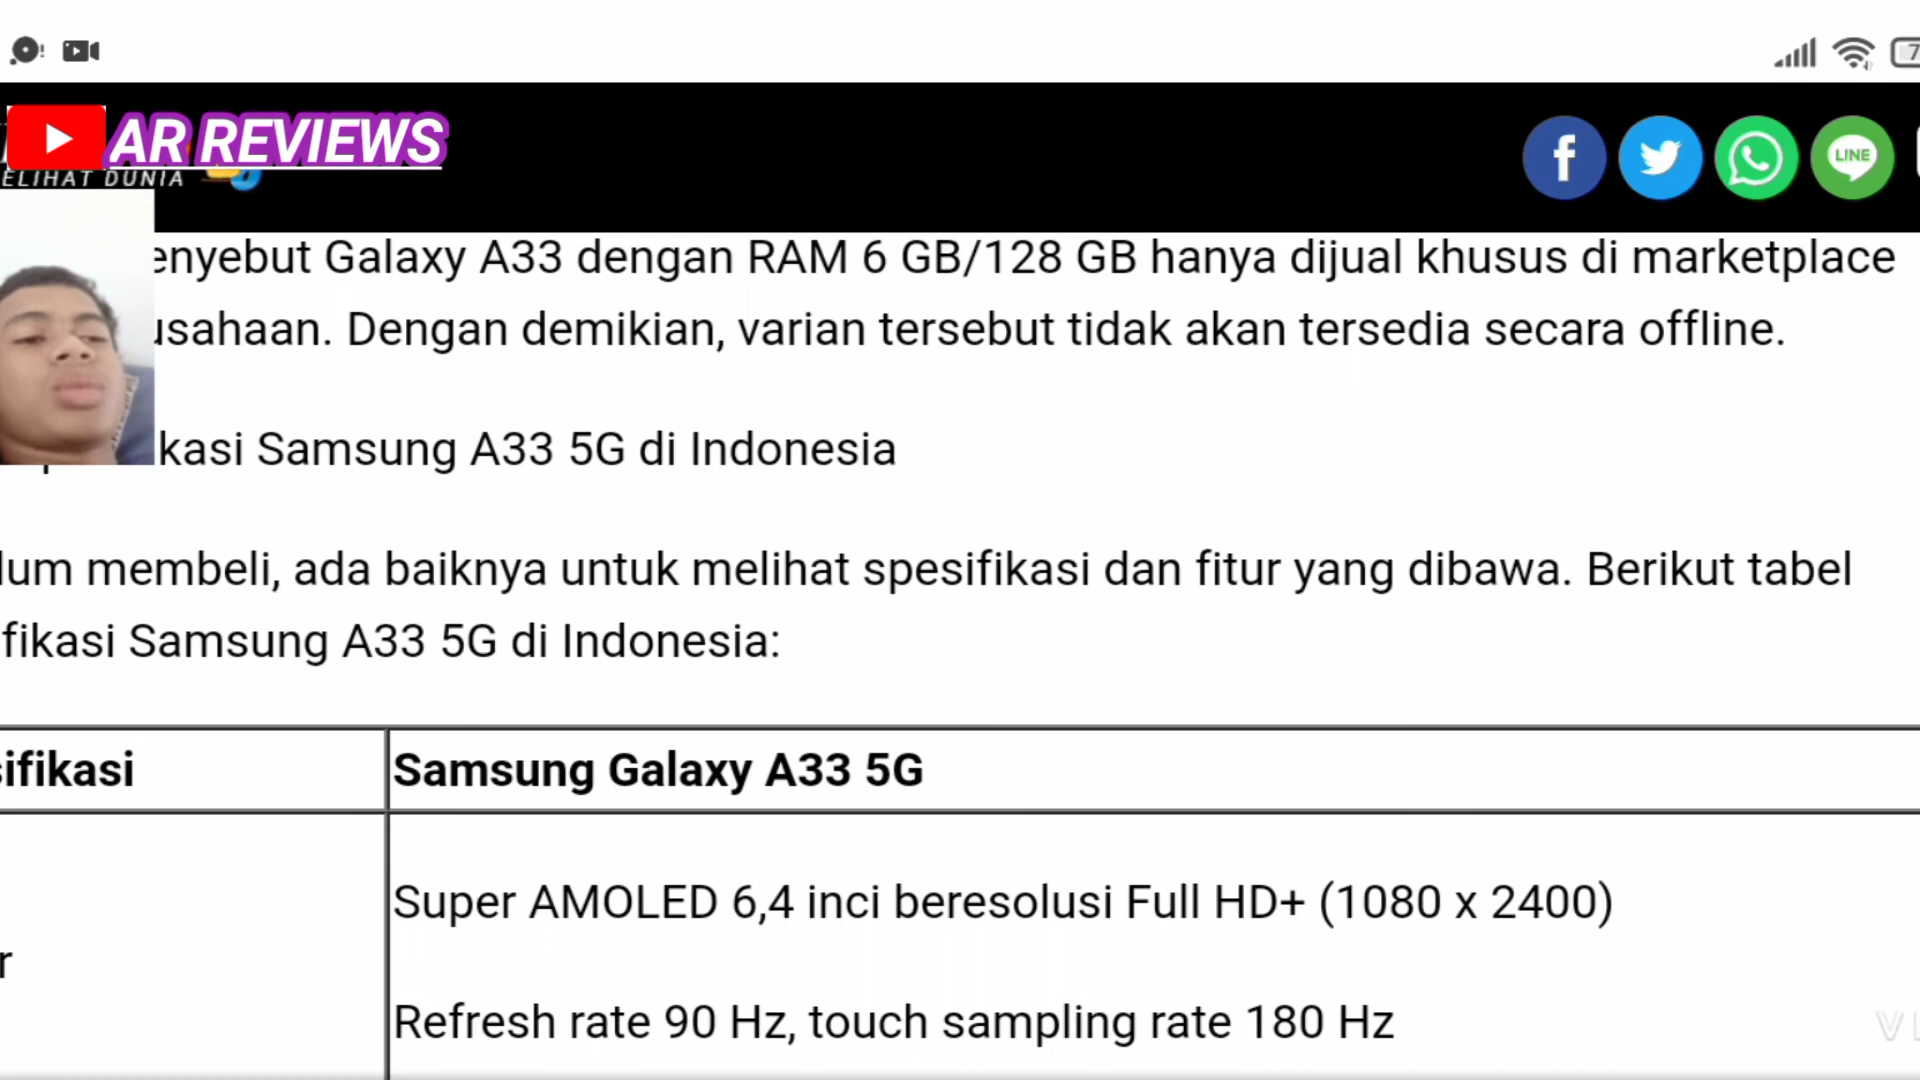 AR REVIEWS
ELIHAT DUNIA
LINE
enyebut Galaxy A33 dengan RAM 6 GB/128 GB hanya dijual khusus di marketplace
usahaan. Dengan demikian, varian tersebut tidak akan tersedia secara offline.
kasi Samsung A33 5G di Indonesia
lum membeli, ada baiknya untuk melihat spesifikasi dan fitur yang dibawa. Berikut tabel
fikasi Samsung A33 5G di Indonesia:
sifikasi
Samsung Galaxy A33 5G
Super AMOLED 6,4 inci beresolusi Full HD+ (1080 x 2400)
r
Refresh rate 90 Hz, touch sampling rate 180 Hz